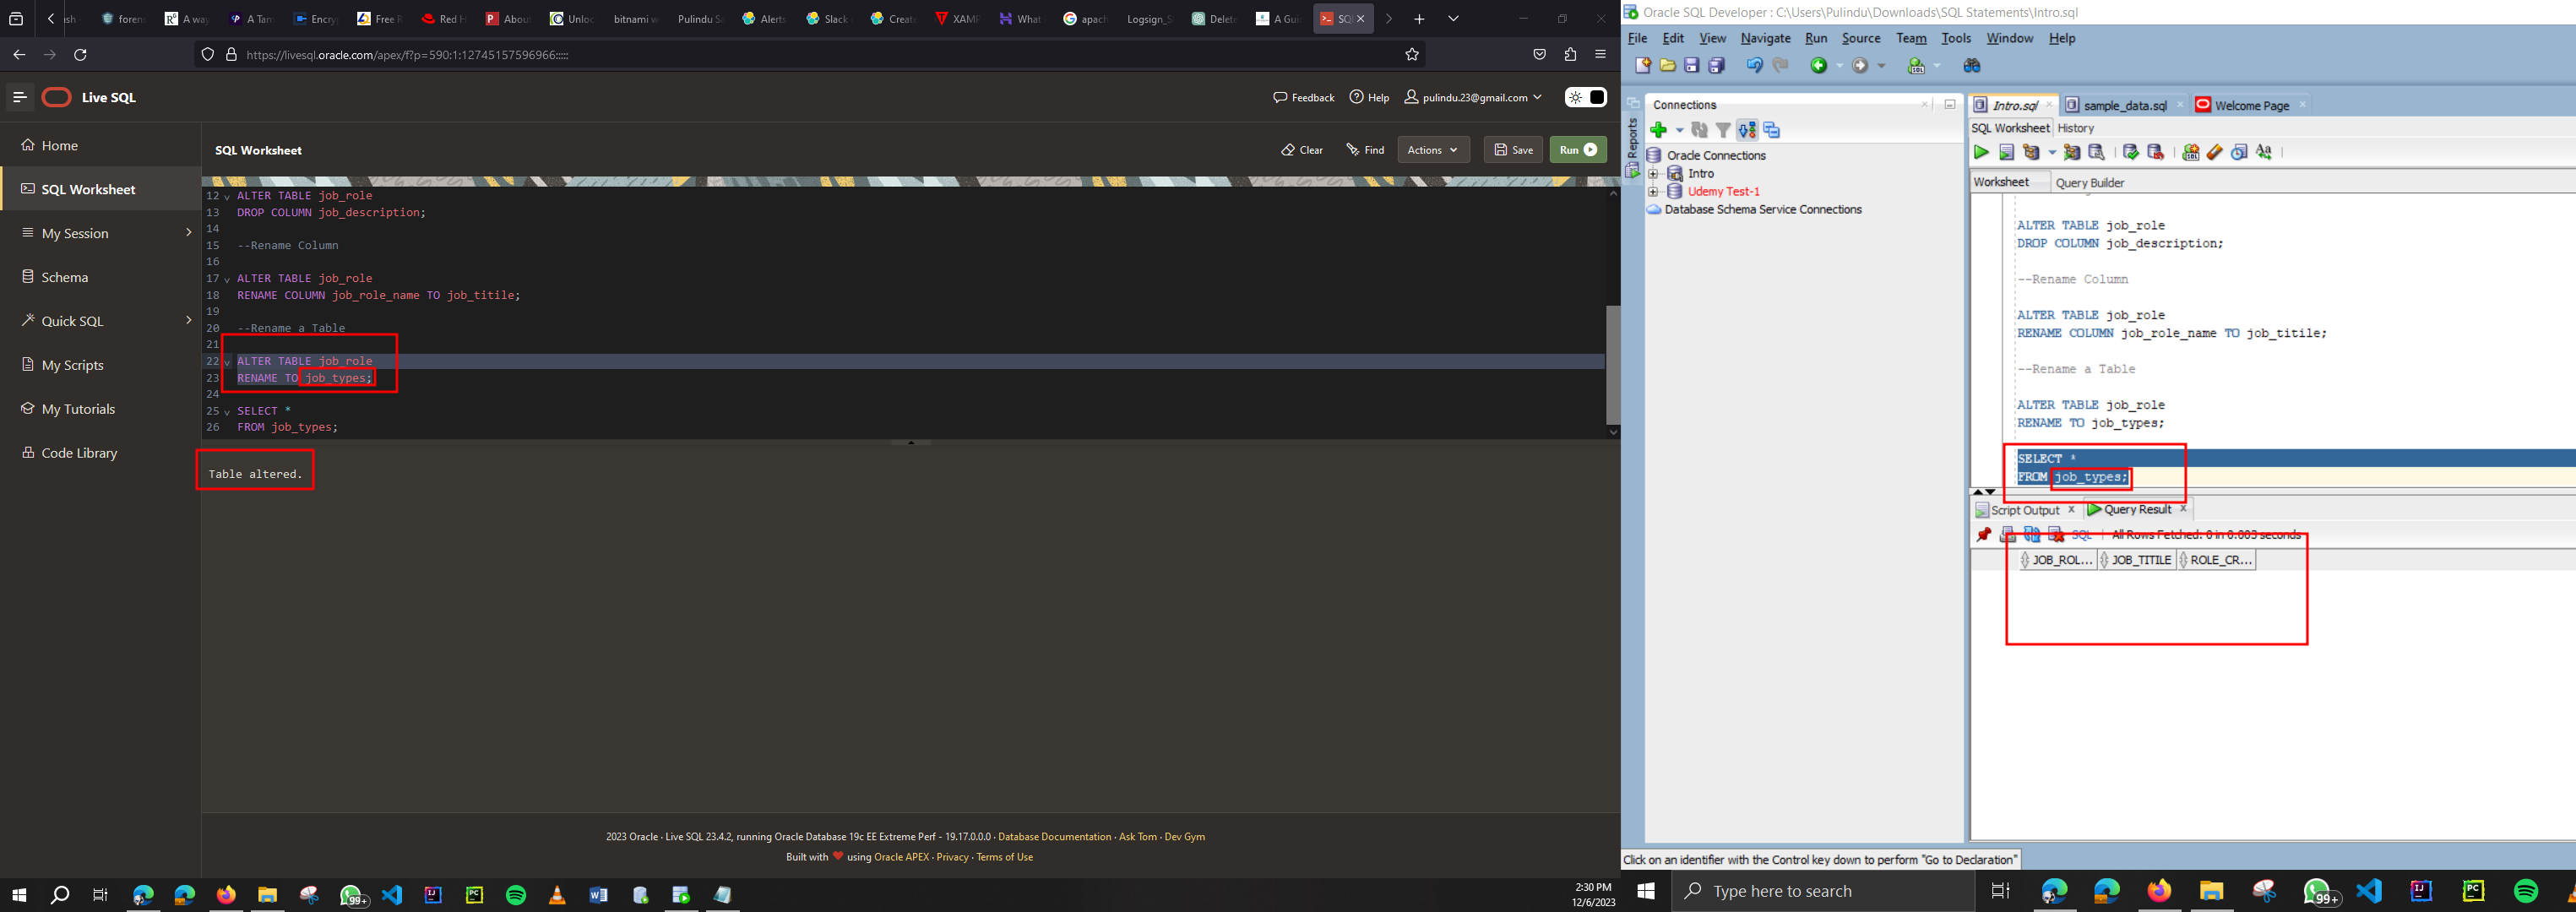 ash -
foren
A way
A Tam
Encry
Free R
Red H
About
Unloc
bitnami w
Pulindu Se
Alerts
Slack
Create
XAMP
What
apach
Logsign_S
Delete
A Gui
SQL
https://livesql.oracle.com/apex/f?p=590:1:12745157596966:::::
Live SQL
Feedback
Help
pulindu.23@gmail.com
Home
SQL Worksheet
My Session
Schema
Quick SQL
My Scripts
My Tutorials
Code Library
SQL Worksheet
Clear
Find
Actions
Save
Run
12 ALTER TABLE job_role
13 DROP COLUMN job_description;
14
15 --Rename Column
16
17 ALTER TABLE job_role
18 RENAME COLUMN job_role_name TO job_titile;
19
20 --Rename a Table
21
22 ALTER TABLE job_role
23 RENAME TO job_types;
24
25 SELECT *
26 FROM job_types;
Table altered.
2023 Oracle · Live SQL 23.4.2, running Oracle Database 19c EE Extreme Perf - 19.17.0.0.0 · Database Documentation · Ask Tom · Dev Gym
Built with ❤ using Oracle APEX · Privacy · Terms of Use
99+
2:30 PM
12/6/2023
Oracle SQL Developer : C:\Users\Pulindu\Downloads\SQL Statements\Intro.sql
File Edit View Navigate Run Source Team Tools Window Help
Reports
Connections
Oracle Connections
Intro
Udemy Test-1
Database Schema Service Connections
Intro.sql
sample_data.sql
Welcome Page
SQL Worksheet History
Worksheet Query Builder
ALTER TABLE job_role
DROP COLUMN job_description;
--Rename Column
ALTER TABLE job_role
RENAME COLUMN job_role_name TO job_titile;
--Rename a Table
ALTER TABLE job_role
RENAME TO job_types;
SELECT *
FROM job_types;
Script Output
Query Result
SQL | All Rows Fetched: 0 in 0.003 seconds
JOB_ROL... JOB_TITILE ROLE_CR...
Click on an identifier with the Control key down to perform "Go to Declaration"
Type here to search
99+